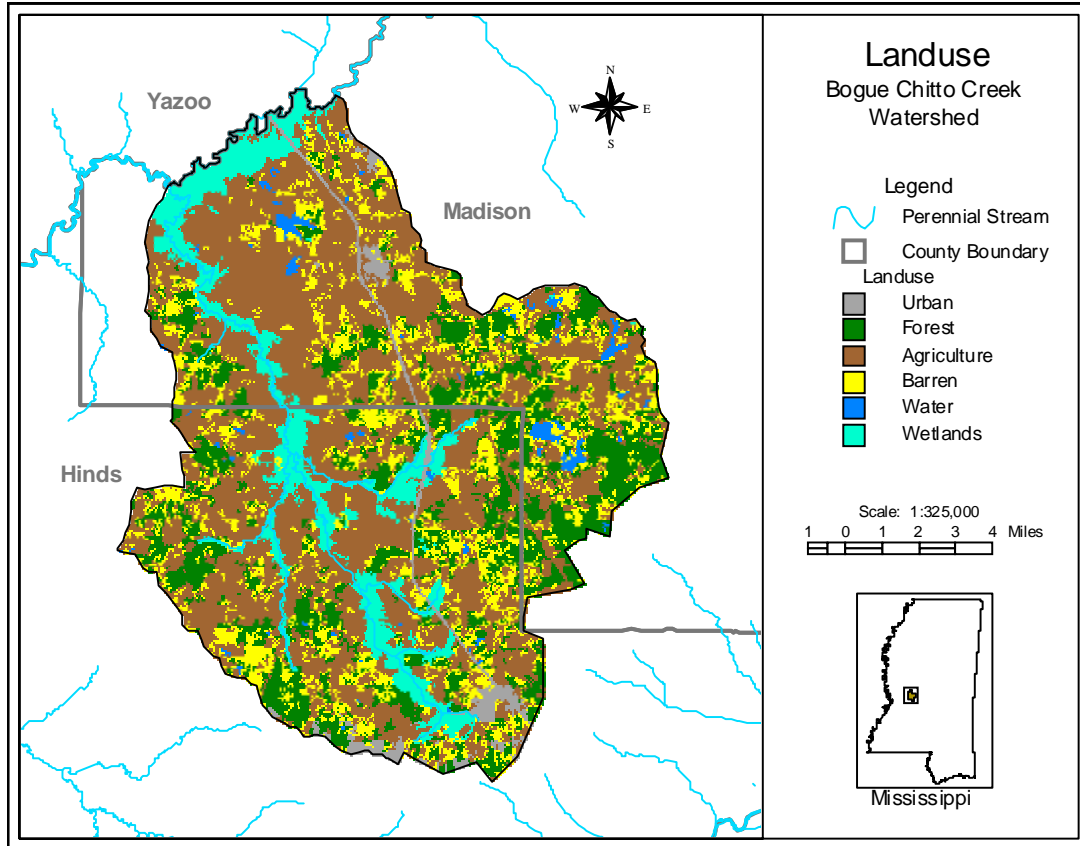 Yazoo
Madison
Hinds
N
W E
S
Landuse
Bogue Chitto Creek
Watershed
Legend
Perennial Stream
County Boundary
Landuse
Urban
Forest
Agriculture
Barren
Water
Wetlands
Scale: 1:325,000
1 0 1 2 3 4 Miles
Mississippi